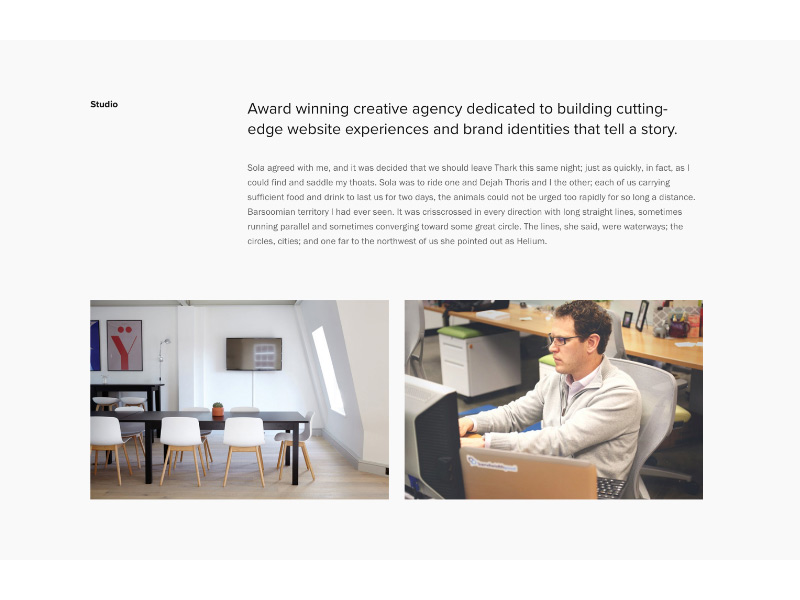 Studio
Award winning creative agency dedicated to building cutting-
edge website experiences and brand identities that tell a story.
Sola agreed with me, and it was decided that we should leave Thark this same night; just as quickly, in fact, as I
could find and saddle my thoats. Sola was to ride one and Dejah Thoris and I the other; each of us carrying
sufficient food and drink to last us for two days, the animals could not be urged too rapidly for so long a distance.
Barsoomian territory I had ever seen. It was crisscrossed in every direction with long straight lines, sometimes
running parallel and sometimes converging toward some great circle. The lines, she said, were waterways; the
circles, cities; and one far to the northwest of us she pointed out as Helium.
Ÿ